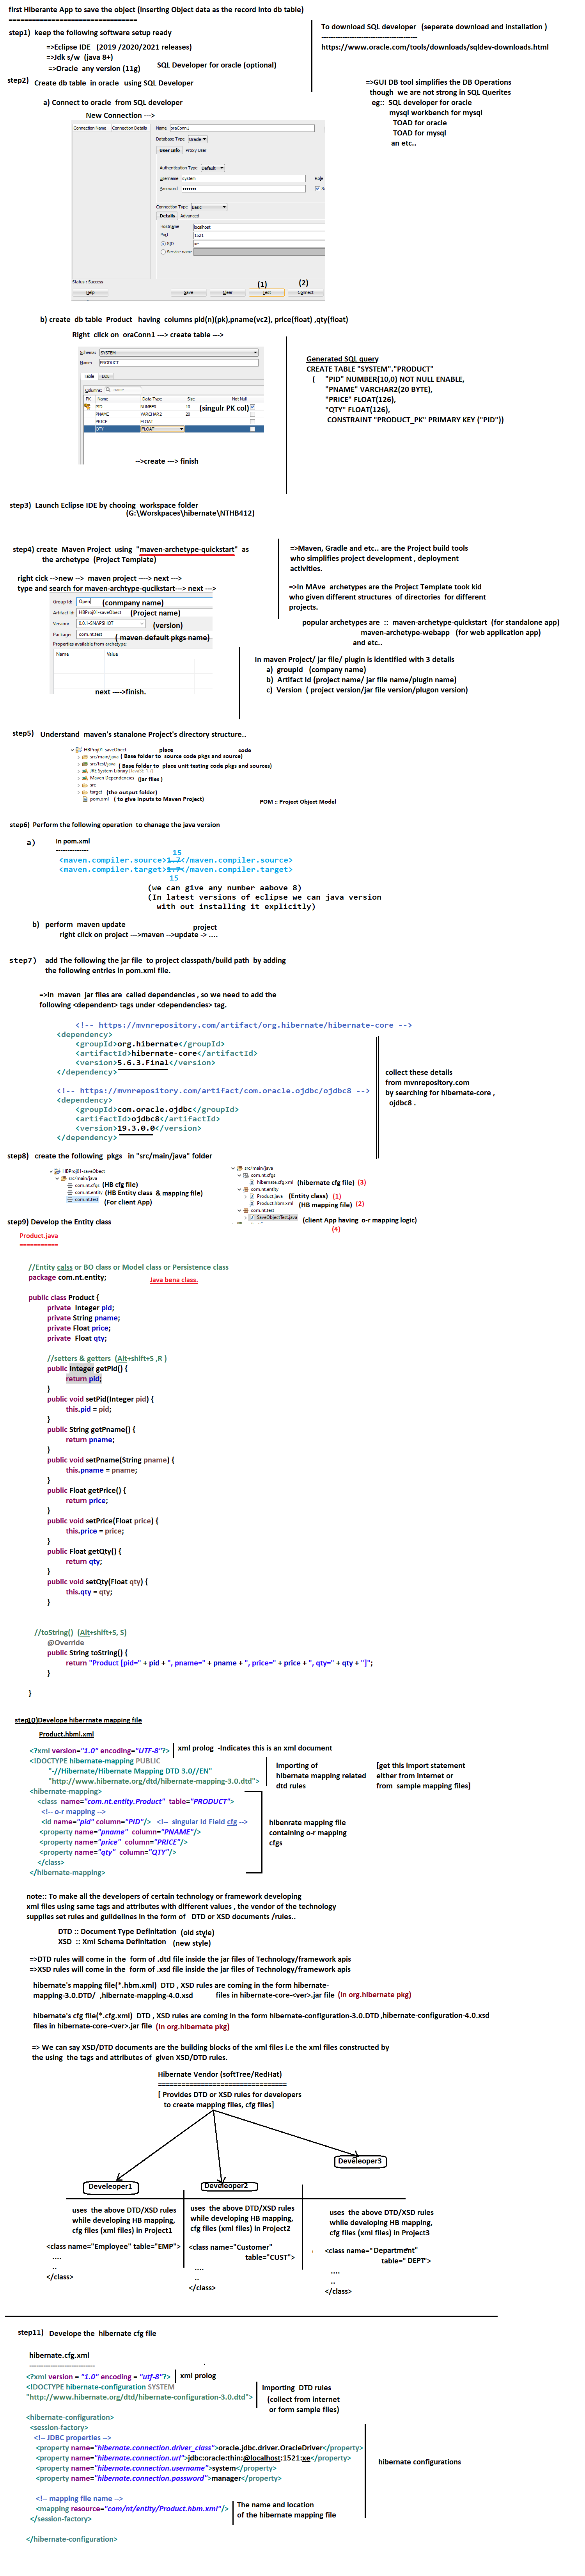 first Hiberante App to save the object (inserting Object data as the record into db table)
==================================
step1) keep the following software setup ready
=>Eclipse IDE (2019 /2020/2021 releases)
=>Jdk s/w (java 8+)
=>Oracle any version (11g)
SQL Developer for oracle (optional)
To download SQL developer (seperate download and installation )
----------------------------------------
https://www.oracle.com/tools/downloads/sqldev-downloads.html
step2) Create db table in oracle using SQL Developer
=>GUI DB tool simplifies the DB Operations
though we are not strong in SQL Querites
eg:: SQL developer for oracle
mysql workbench for mysql
TOAD for oracle
TOAD for mysql
an etc..
a) Connect to oracle from SQL developer
New Connection --->
Connection Name Connection Details
Name oraConn1
Database Type Oracle
User Info Proxy User
Authentication Type Default
Username system
Role
Password
Connection Type Basic
Details Advanced
Hostname localhost
Port 1521
SID xe
Service name
Status : Success
(1) (2)
Help Save Clear Test Connect
b) create db table Product having columns pid(n)(pk),pname(vc2), price(float) ,qty(float)
Right click on oraConn1 ---> create table --->
Schema: SYSTEM
Name: PRODUCT
Table DDL
Columns: name
PK Name Data Type Size Not Null
PID NUMBER 10 (singulr PK col)
PNAME VARCHAR2 20
PRICE FLOAT
QTY FLOAT
-->create ---> finish
Generated SQL query
CREATE TABLE "SYSTEM"."PRODUCT"
( "PID" NUMBER(10,0) NOT NULL ENABLE,
"PNAME" VARCHAR2(20 BYTE),
"PRICE" FLOAT(126),
"QTY" FLOAT(126),
CONSTRAINT "PRODUCT_PK" PRIMARY KEY ("PID"))
step3) Launch Eclipse IDE by chooing workspace folder
(G:\Worskpaces\hibernate\NTHB412)
step4) create Maven Project using "maven-archetype-quickstart" as
the archetype (Project Template)
right cick -->new --> maven project ----> next --->
type and search for maven-archtype-qucikstart---> next --->
Group Id: Open (conmpany name)
Artifact Id: HBProj01-saveObject (Project name)
Version: 0.0.1-SNAPSHOT (version)
Package: com.nt.test ( maven default pkgs name)
Properties available from archetype:
Name Value
next ---->finish.
=>Maven, Gradle and etc.. are the Project build tools
who simplifies project development , deployment
activities.
=>In MAve archetypes are the Project Template took kid
who given different structures of directories for different
projects.
popular archetypes are :: maven-archetype-quickstart (for standalone app)
maven-archetype-webapp (for web application app)
and etc..
In maven Project/ jar file/ plugin is Identified with 3 details
a) groupId (company name)
b) Artifact Id (project name/ jar file name/plugin name)
c) Version ( project version/jar file version/plugon version)
step5) Understand maven's stanalone Project's directory structure..
HBProj01-saveObject
place code
src/main/java ( Base folder to source code pkgs and source)
src/test/java ( Base folder to place unit testing code pkgs and sources)
JRE System Library [JavaSE-1.7]
Maven Dependencies (jar files )
src
target (the output folder)
pom.xml ( to give inputs to Maven Project)
POM :: Project Object Model
step6) Perform the following operation to chanage the java version
a) In pom.xml
--------------
15
<maven.compiler.source>1.7</maven.compiler.source>
<maven.compiler.target>1.7</maven.compiler.target>
15
(we can give any number aabove 8)
(In latest versions of eclipse we can java version
with out installing it explicitly)
b) perform maven update
project
right click on project --->maven -->update -> ....
step7) add The following the jar file to project classpath/build path by adding
the following entries in pom.xml file.
=>In maven jar files are called dependencies , so we need to add the
following <dependent> tags under <dependencies> tag.
<!-- https://mvnrepository.com/artifact/org.hibernate/hibernate-core -->
<dependency>
<groupId>org.hibernate</groupId>
<artifactId>hibernate-core</artifactId>
<version>5.6.3.Final</version>
</dependency>
<!-- https://mvnrepository.com/artifact/com.oracle.ojdbc/ojdbc8 -->
<dependency>
<groupId>com.oracle.ojdbc</groupId>
<artifactId>ojdbc8</artifactId>
<version>19.3.0.0</version>
</dependency>
collect these details
from mvnrepository.com
by searching for hibernate-core ,
ojdbc8 .
step8) create the following pkgs in "src/main/java" folder
HBProj01-saveObect
src/main/java
com.nt.cfgs (HB cfg file)
com.nt.entity (HB Entity class & mapping file)
com.nt.test (For client App)
src/main/java
com.nt.cfgs
hibernate.cfg.xml (hibernate cfg file) (3)
com.nt.entity
Product.java (Entity class) (1)
Product.hbm.xml (HB mapping file) (2)
com.nt.test
SaveObjectTest.java (client App having o-r mapping logic)
(4)
step9) Develop the Entity class
Product.java
===========
//Entity calss or BO class or Model class or Persistence class
package com.nt.entity;
Java bena class.
public class Product {
private Integer pid;
private String pname;
private Float price;
private Float qty;
//setters & getters (Alt+shift+S ,R )
public Integer getPid() {
return pid;
}
public void setPid(Integer pid) {
this.pid = pid;
}
public String getPname() {
return pname;
}
public void setPname(String pname) {
this.pname = pname;
}
public Float getPrice() {
return price;
}
public void setPrice(Float price) {
this.price = price;
}
public Float getQty() {
return qty;
}
public void setQty(Float qty) {
this.qty = qty;
}
//toString() (Alt+shift+S, S)
@Override
public String toString() {
return "Product [pid=" + pid + ", pname=" + pname + ", price=" + price + ", qty=" + qty + "]";
}
}
step10)Develope hiberrnate mapping file
Product.hbml.xml
<?xml version="1.0" encoding="UTF-8"?>
xml prolog -Indicates this is an xml document
<!DOCTYPE hibernate-mapping PUBLIC
"-//Hibernate/Hibernate Mapping DTD 3.0//EN"
"http://www.hibernate.org/dtd/hibernate-mapping-3.0.dtd">
importing of
hibernate mapping related
dtd rules
[get this import statement
either from internet or
from sample mapping files]
<hibernate-mapping>
<class name="com.nt.entity.Product" table="PRODUCT">
<!-- o-r mapping -->
<id name="pid" column="PID"/> <!-- singular Id Field cfg -->
<property name="pname" column="PNAME"/>
<property name="price" column="PRICE"/>
<property name="qty" column="QTY"/>
</class>
</hibernate-mapping>
hibenrate mapping file
containing o-r mapping
cfgs
note:: To make all the developers of certain technology or framework developing
xml files using same tags and attributes with different values , the vendor of the technology
supplies set rules and guildelines in the form of DTD or XSD documents /rules..
DTD :: Document Type Definitation (old style)
XSD :: Xml Schema Definitation (new style)
=>DTD rules will come in the form of .dtd file inside the jar files of Technology/framework apis
=>XSD rules will come in the form of .xsd file inside the jar files of Technology/framework apis
hibernate's mapping file(*.hbm.xml) DTD , XSD rules are coming in the form hibernate-
mapping-3.0.DTD/ ,hibernate-mapping-4.0.xsd files in hibernate-core-<ver>.jar file (in org.hibernate pkg)
hibernate's cfg file(*.cfg.xml) DTD , XSD rules are coming in the form hibernate-configuration-3.0.DTD ,hibernate-configuration-4.0.xsd
files in hibernate-core-<ver>.jar file (In org.hibernate pkg)
=> We can say XSD/DTD documents are the building blocks of the xml files i.e the xml files constructed by
the using the tags and attributes of given XSD/DTD rules.
Hibernate Vendor (softTree/RedHat)
==================================
[ Provides DTD or XSD rules for developers
to create mapping files, cfg files]
Develeoper1
Deveeloper2
Develeoper3
uses the above DTD/XSD rules
while developing HB mapping,
cfg files (xml files) in Project1
<class name="Employee" table="EMP">
....
..
</class>
uses the above DTD/XSD rules
while developing HB mapping,
cfg files (xml files) in Project2
<class name="Customer"
table="CUST">
....
..
</class>
uses the above DTD/XSD rules
while developing HB mapping,
cfg files (xml files) in Project3
<class name="Department"
table="DEPT">
....
..
</class>
step11) Develope the hibernate cfg file
hibernate.cfg.xml
----------------------------
<?xml version = "1.0" encoding = "utf-8"?>
xml prolog
<!DOCTYPE hibernate-configuration SYSTEM
"http://www.hibernate.org/dtd/hibernate-configuration-3.0.dtd">
importing DTD rules
(collect from internet
or form sample files)
<hibernate-configuration>
<session-factory>
<!-- JDBC properties -->
<property name="hibernate.connection.driver_class">oracle.jdbc.driver.OracleDriver</property>
<property name="hibernate.connection.url">jdbc:oracle:thin:@localhost:1521:xe</property>
<property name="hibernate.connection.username">system</property>
<property name="hibernate.connection.password">manager</property>
hibernate configurations
<!-- mapping file name -->
<mapping resource="com/nt/entity/Product.hbm.xml"/>
The name and location
of the hibernate mapping file
</session-factory>
</hibernate-configuration>